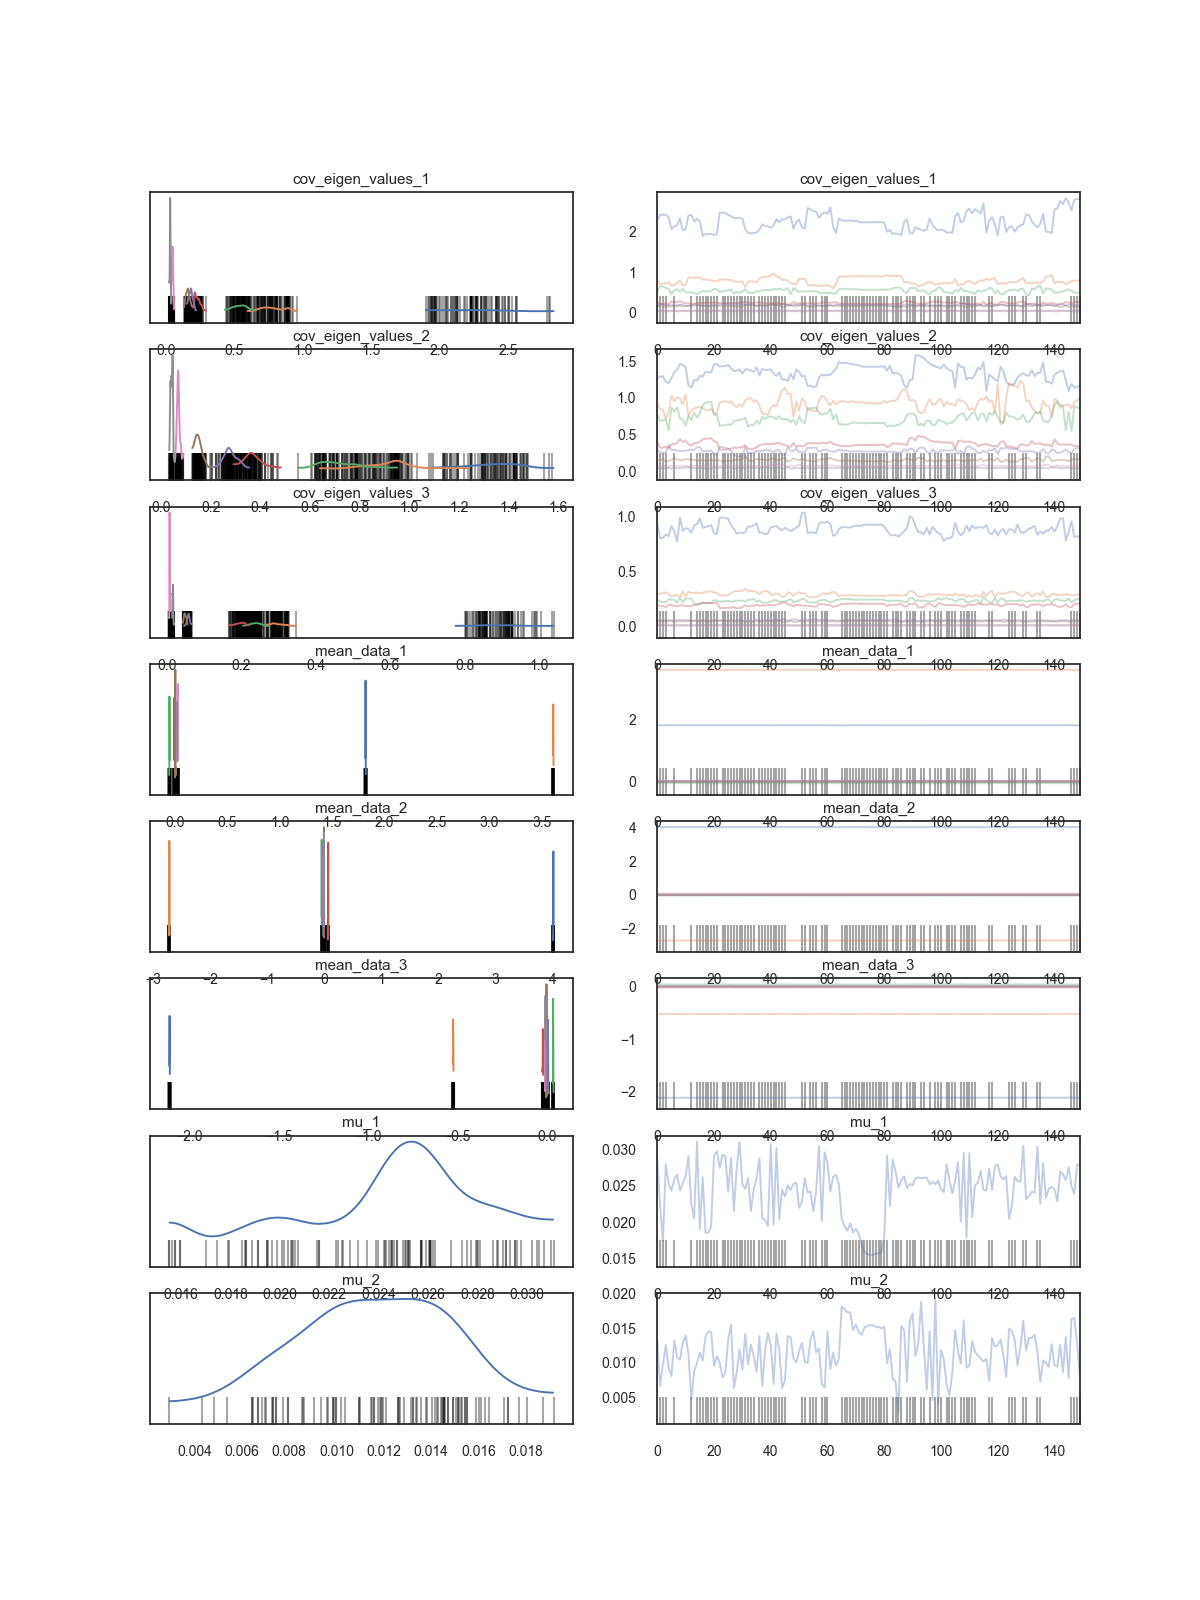 cov_eigen_values_1 cov_eigen_values_1
2
1
0
0.0 0.5 1.0 1.5 2.0 2.5 0 20 40 60 80 100 120 140
cov_eigen_values_2 cov_eigen_values_2
1.5
1.0
0.5
0.0
0.0 0.2 0.4 0.6 0.8 1.0 1.2 1.4 1.6 0 20 40 60 80 100 120 140
cov_eigen_values_3 cov_eigen_values_3
1.0
0.5
0.0
0.0 0.2 0.4 0.6 0.8 1.0 0 20 40 60 80 100 120 140
mean_data_1 mean_data_1
2
0
0.0 0.5 1.0 1.5 2.0 2.5 3.0 3.5 0 20 40 60 80 100 120 140
mean_data_2 mean_data_2
4
2
0
−2
−3 −2 −1 0 1 2 3 4 0 20 40 60 80 100 120 140
mean_data_3 mean_data_3
0
−1
−2
−2.0 −1.5 −1.0 −0.5 0.0 0 20 40 60 80 100 120 140
mu_1 mu_1
0.030
0.025
0.020
0.015
0.016 0.018 0.020 0.022 0.024 0.026 0.028 0.030 0 20 40 60 80 100 120 140
mu_2 mu_2
0.020
0.015
0.010
0.005
0.004 0.006 0.008 0.010 0.012 0.014 0.016 0.018 0 20 40 60 80 100 120 140